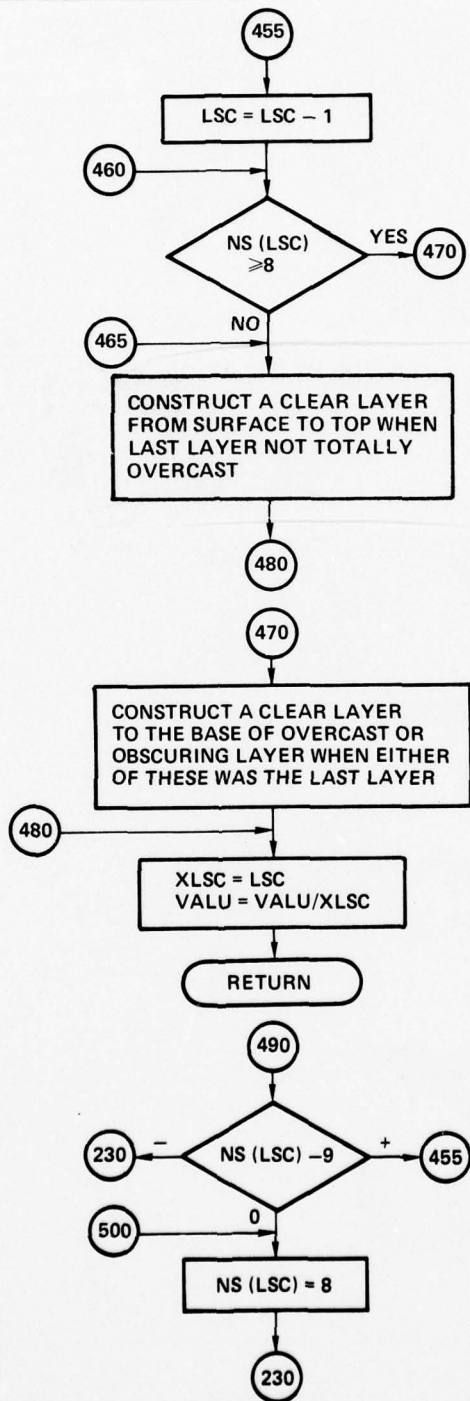 455
LSC = LSC – 1
460
NS (LSC)
≥8
YES
470
NO
465
CONSTRUCT A CLEAR LAYER
FROM SURFACE TO TOP WHEN
LAST LAYER NOT TOTALLY
OVERCAST
480
470
CONSTRUCT A CLEAR LAYER
TO THE BASE OF OVERCAST OR
OBSCURING LAYER WHEN EITHER
OF THESE WAS THE LAST LAYER
480
XLSC = LSC
VALU = VALU/XLSC
RETURN
490
230
–
NS (LSC) –9
+
455
0
500
NS (LSC) = 8
230